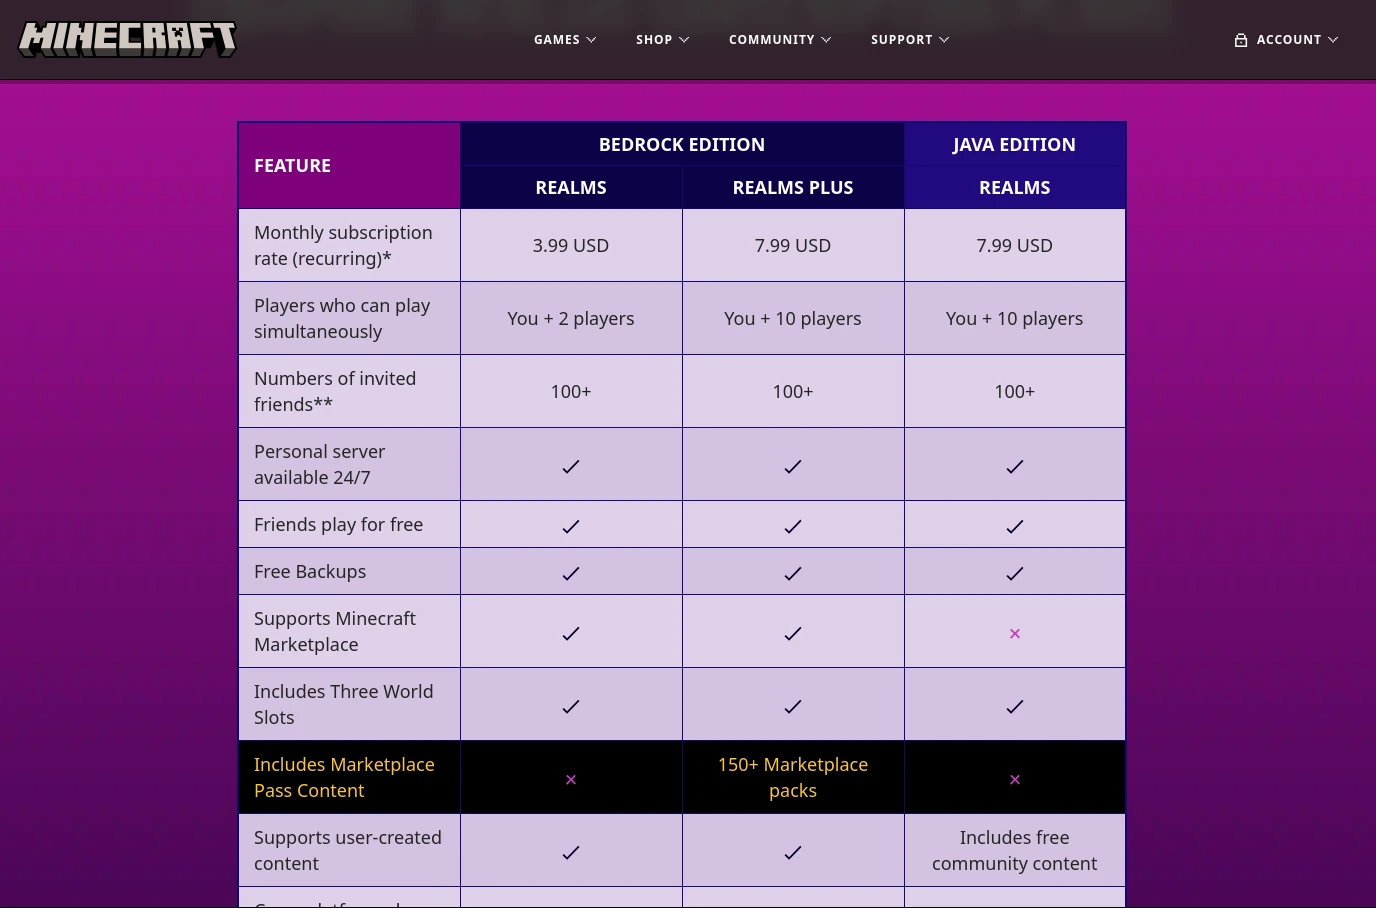 MINECRAFT
GAMES
SHOP
COMMUNITY
SUPPORT
ACCOUNT
FEATURE
BEDROCK EDITION
JAVA EDITION
REALMS
REALMS PLUS
REALMS
Monthly subscription
rate (recurring)*
3.99 USD
7.99 USD
7.99 USD
Players who can play
simultaneously
You + 2 players
You + 10 players
You + 10 players
Numbers of invited
friends**
100+
100+
100+
Personal server
available 24/7
Friends play for free
Free Backups
Supports Minecraft
Marketplace
Includes Three World
Slots
Includes Marketplace
Pass Content
150+ Marketplace
packs
Supports user-created
content
Includes free
community content